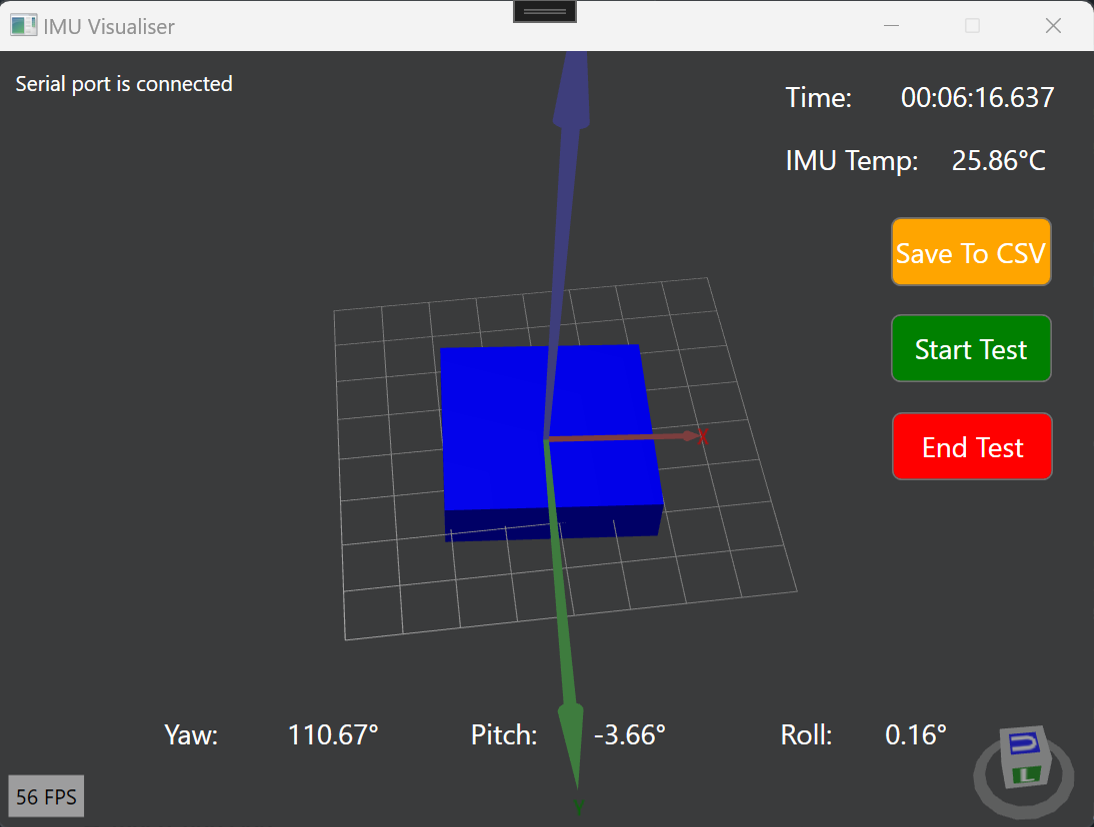 IMU Visualiser
Serial port is connected
Time: 00:06:16.637
IMU Temp: 25.86°C
Save To CSV
Start Test
X
End Test
Yaw: 110.67° Pitch: -3.66° Roll: 0.16°
U
L
56 FPS
Y